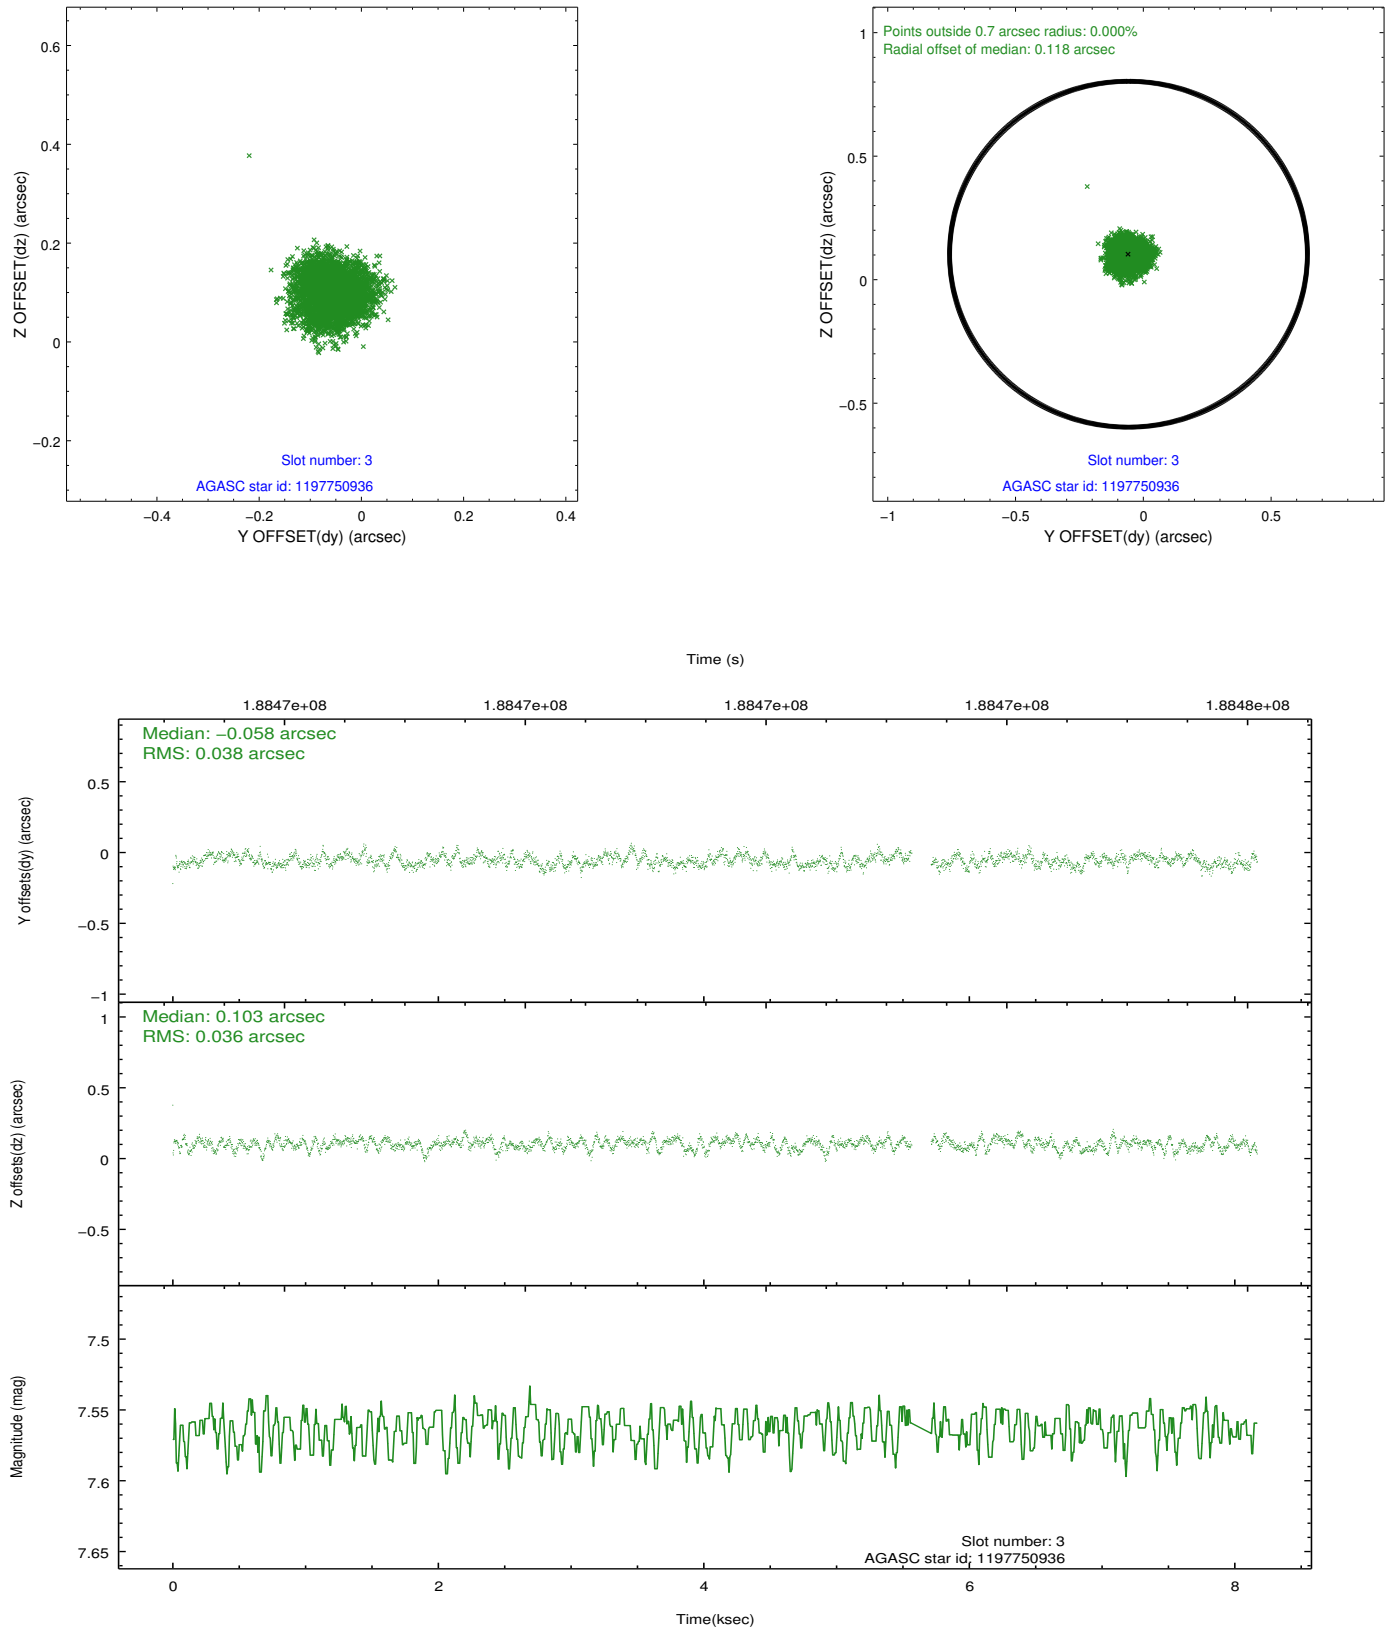 0.6
0.4
0.2
0
−0.2
Z OFFSET(dz) (arcsec)
Slot number: 3
AGASC star id: 1197750936
−0.4
−0.2
0
0.2
0.4
Y OFFSET(dy) (arcsec)
Points outside 0.7 arcsec radius: 0.000%
Radial offset of median: 0.118 arcsec
1
0.5
0
−0.5
Z OFFSET(dz) (arcsec)
Slot number: 3
AGASC star id: 1197750936
−1
−0.5
0
0.5
Y OFFSET(dy) (arcsec)
Time (s)
1.8847e+08
1.8847e+08
1.8847e+08
1.8847e+08
1.8848e+08
Median: −0.058 arcsec
RMS: 0.038 arcsec
0.5
0
−0.5
−1
Y offsets(dy) (arcsec)
Median: 0.103 arcsec
RMS: 0.036 arcsec
1
0.5
0
−0.5
Z offsets(dz) (arcsec)
7.5
7.55
7.6
7.65
Magnitude (mag)
Slot number: 3
AGASC star id: 1197750936
0
2
4
6
8
Time(ksec)